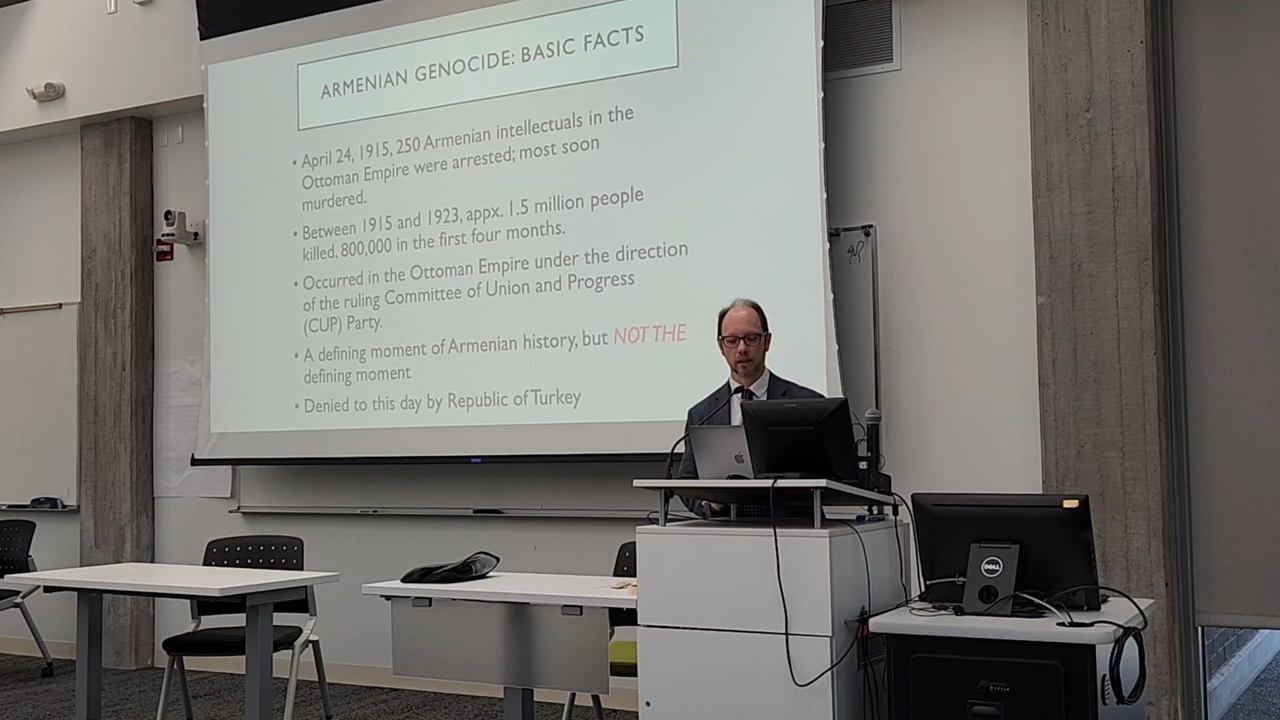 ARMENIAN GENOCIDE: BASIC FACTS
• April 24, 1915, 250 Armenian intellectuals in the
Ottoman Empire were arrested; most soon
murdered.
• Between 1915 and 1923, appx. 1.5 million people
killed. 800,000 in the first four months.
• Occurred in the Ottoman Empire under the direction
of the ruling Committee of Union and Progress
(CUP) Party.
• A defining moment of Armenian history, but NOT THE
defining moment
• Denied to this day by Republic of Turkey
DELL